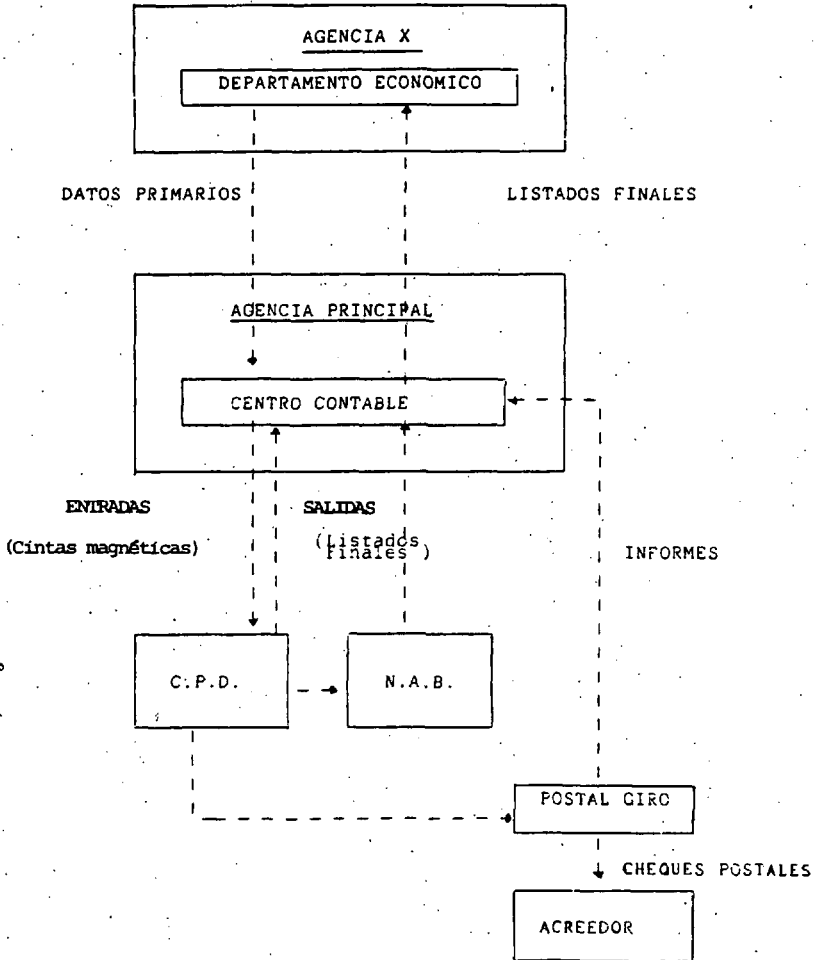 AGENCIA X
DEPARTAMENTO ECONOMICO
DATOS PRIMARIOS
LISTADOS FINALES
AGENCIA PRINCIPAL
CENTRO CONTABLE
ENTRADAS
(Cintas magnéticas)
SALIDAS
(Listados
Finales )
INFORMES
C.P.D.
N.A.B.
POSTAL GIRO
CHEQUES POSTALES
ACREEDOR